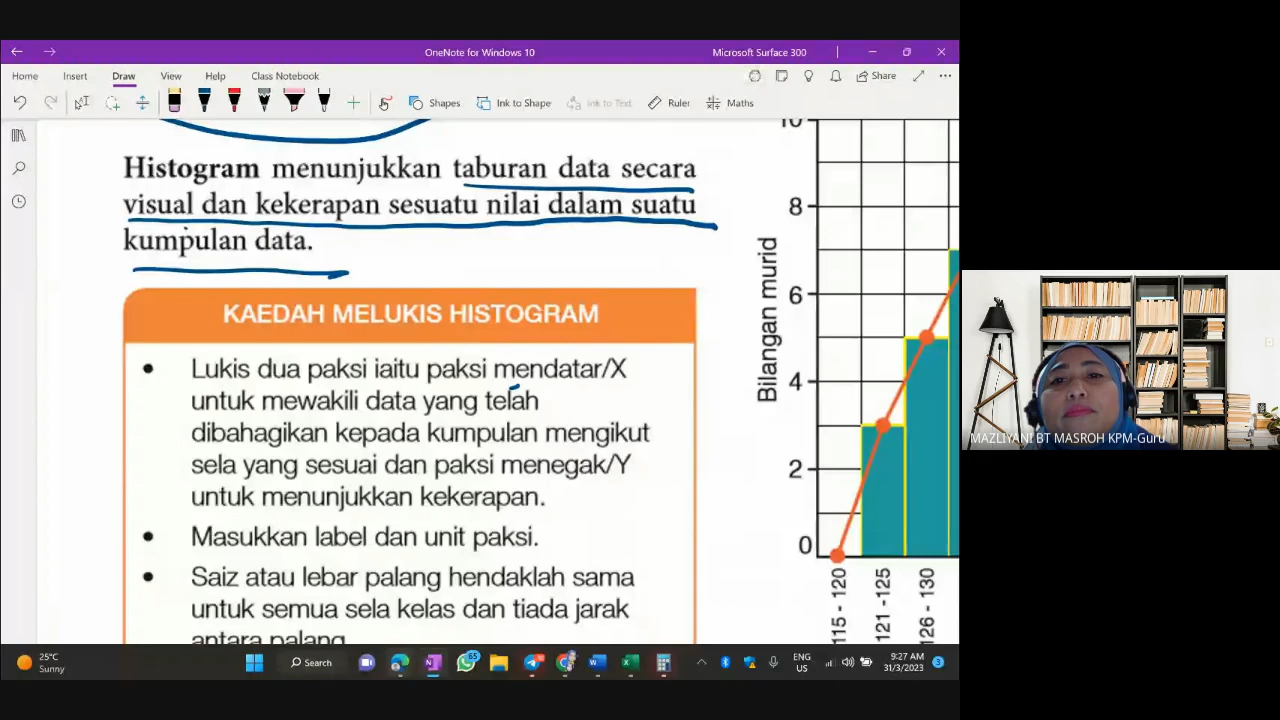 OneNote for Windows 10
Microsoft Surface 300
Home Insert Draw View Help Class Notebook
Share
Shapes Ink to Shape Ink to Text Ruler Maths
Histogram menunjukkan taburan data secara
visual dan kekerapan sesuatu nilai dalam suatu
kumpulan data.
KAEDAH MELUKIS HISTOGRAM
• Lukis dua paksi iaitu paksi mendatar/X
untuk mewakili data yang telah
dibahagikan kepada kumpulan mengikut
sela yang sesuai dan paksi menegak/Y
untuk menunjukkan kekerapan.
• Masukkan label dan unit paksi.
• Saiz atau lebar palang hendaklah sama
untuk semua sela kelas dan tiada jarak
antara palang
Bilangan murid
10
8
6
4
2
0
115 - 120
121 -125
126 - 130
MAZLIYANI BT MASROH KPM-Guru
25°C
Sunny
Search
65
ENG
US
9:27 AM
31/3/2023
3